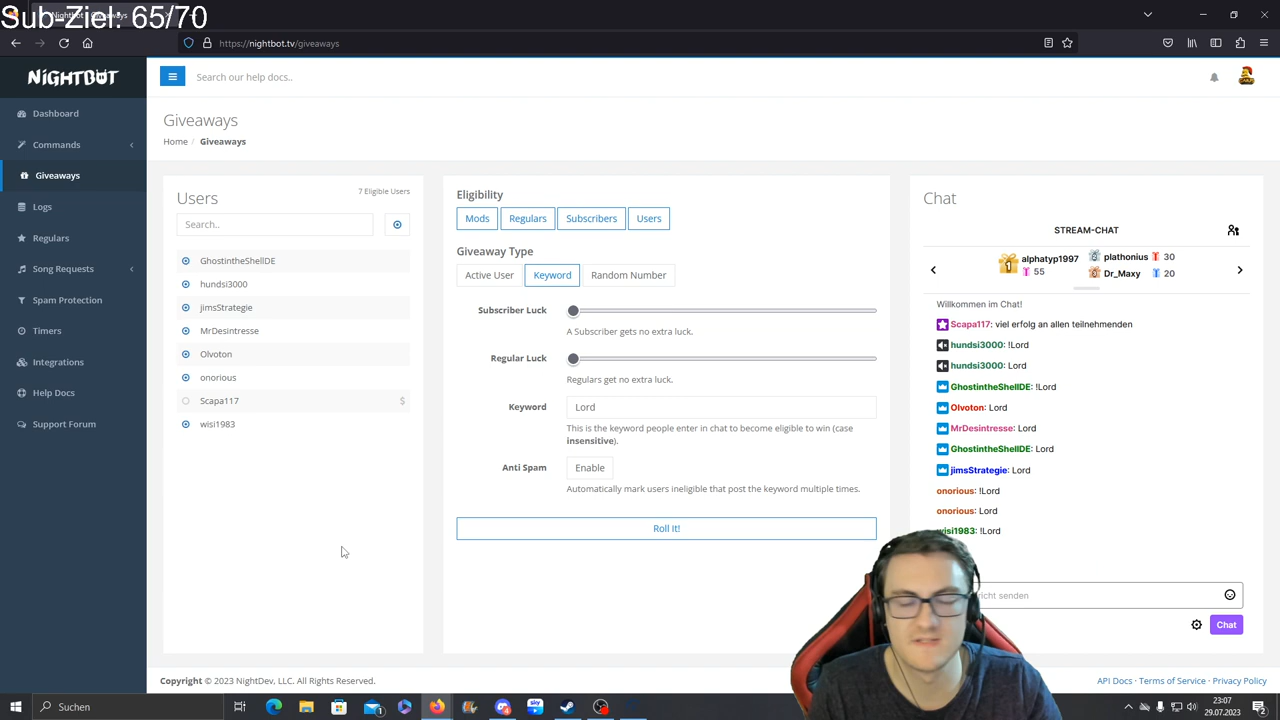 Sub-Ziel: 65/70
https://nightbot.tv/giveaways
NIGHTBOT
Search our help docs..
Dashboard
Commands
Giveaways
Logs
Regulars
Song Requests
Spam Protection
Timers
Integrations
Help Docs
Support Forum
Giveaways
Home / Giveaways
Users
7 Eligible Users
Search..
GhostintheShellDE
hundsi3000
jimsStrategie
MrDesintresse
Olvoton
onorious
Scapa117 $
wisi1983
Eligibility
Mods
Regulars
Subscribers
Users
Giveaway Type
Active User
Keyword
Random Number
Subscriber Luck
A Subscriber gets no extra luck.
Regular Luck
Regulars get no extra luck.
Keyword
Lord
This is the keyword people enter in chat to become eligible to win (case
insensitive).
Anti Spam
Enable
Automatically mark users ineligible that post the keyword multiple times.
Roll It!
Chat
STREAM-CHAT
1
alphatyp1997
55
2 plathonius 30
3 Dr_Maxy 20
Willkommen im Chat!
Scapa117: viel erfolg an allen teilnehmenden
hundsi3000: !Lord
hundsi3000: Lord
GhostintheShellDE: !Lord
Olvoton: Lord
MrDesintresse: Lord
GhostintheShellDE: Lord
jimsStrategie: Lord
onorious: !Lord
onorious: Lord
wisi1983: !Lord
richt senden
Chat
Copyright © 2023 NightDev, LLC. All Rights Reserved.
API Docs · Terms of Service · Privacy Policy
Suchen
sky
23:07
29.07.2023
2